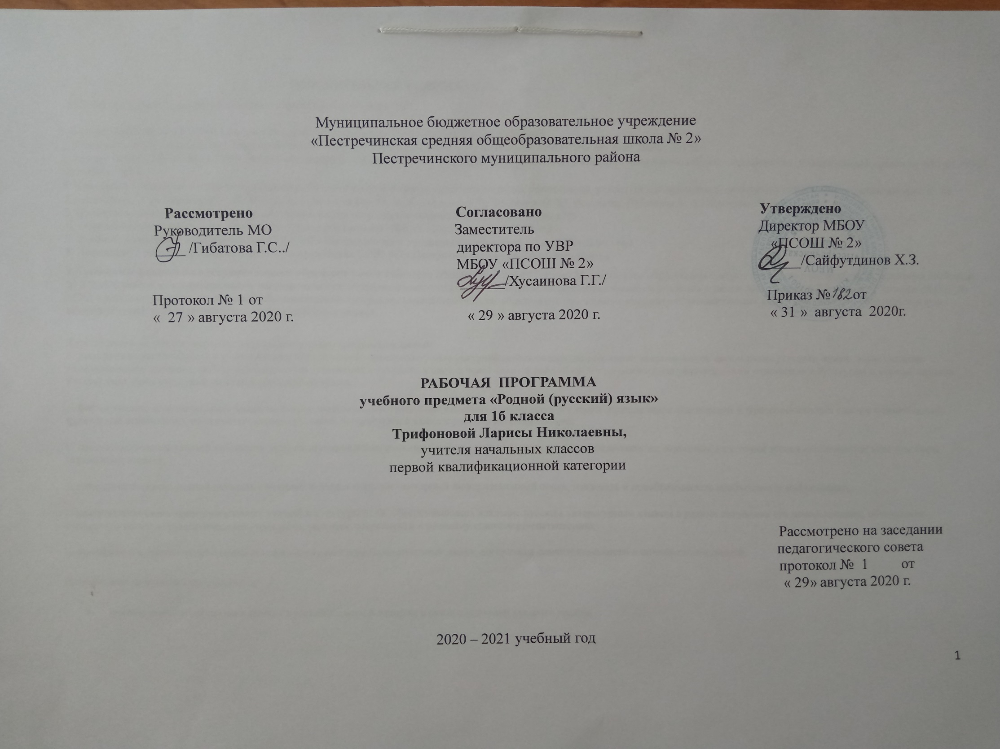 Муниципальное бюджетное образовательное учреждение
«Пестречинская средняя общеобразовательная школа № 2»
Пестречинского муниципального района
Рассмотрено
Руководитель МО
/Гибатова Г.С../
Протокол № 1 от
« 27 » августа 2020 г.
Согласовано
Заместитель
директора по УВР
МБОУ «ПСОШ № 2»
/Хусаинова Г.Г./
« 29 » августа 2020 г.
Утверждено
Директор МБОУ
«ПСОШ № 2»
/Сайфутдинов Х.З.
Приказ №182от
« 31 » августа 2020г.
РАБОЧАЯ ПРОГРАММА
учебного предмета «Родной (русский) язык»
для 1б класса
Трифоновой Ларисы Николаевны,
учителя начальных классов
первой квалификационной категории
Рассмотрено на заседании
педагогического совета
протокол № 1 от
« 29» августа 2020 г.
2020 – 2021 учебный год
1